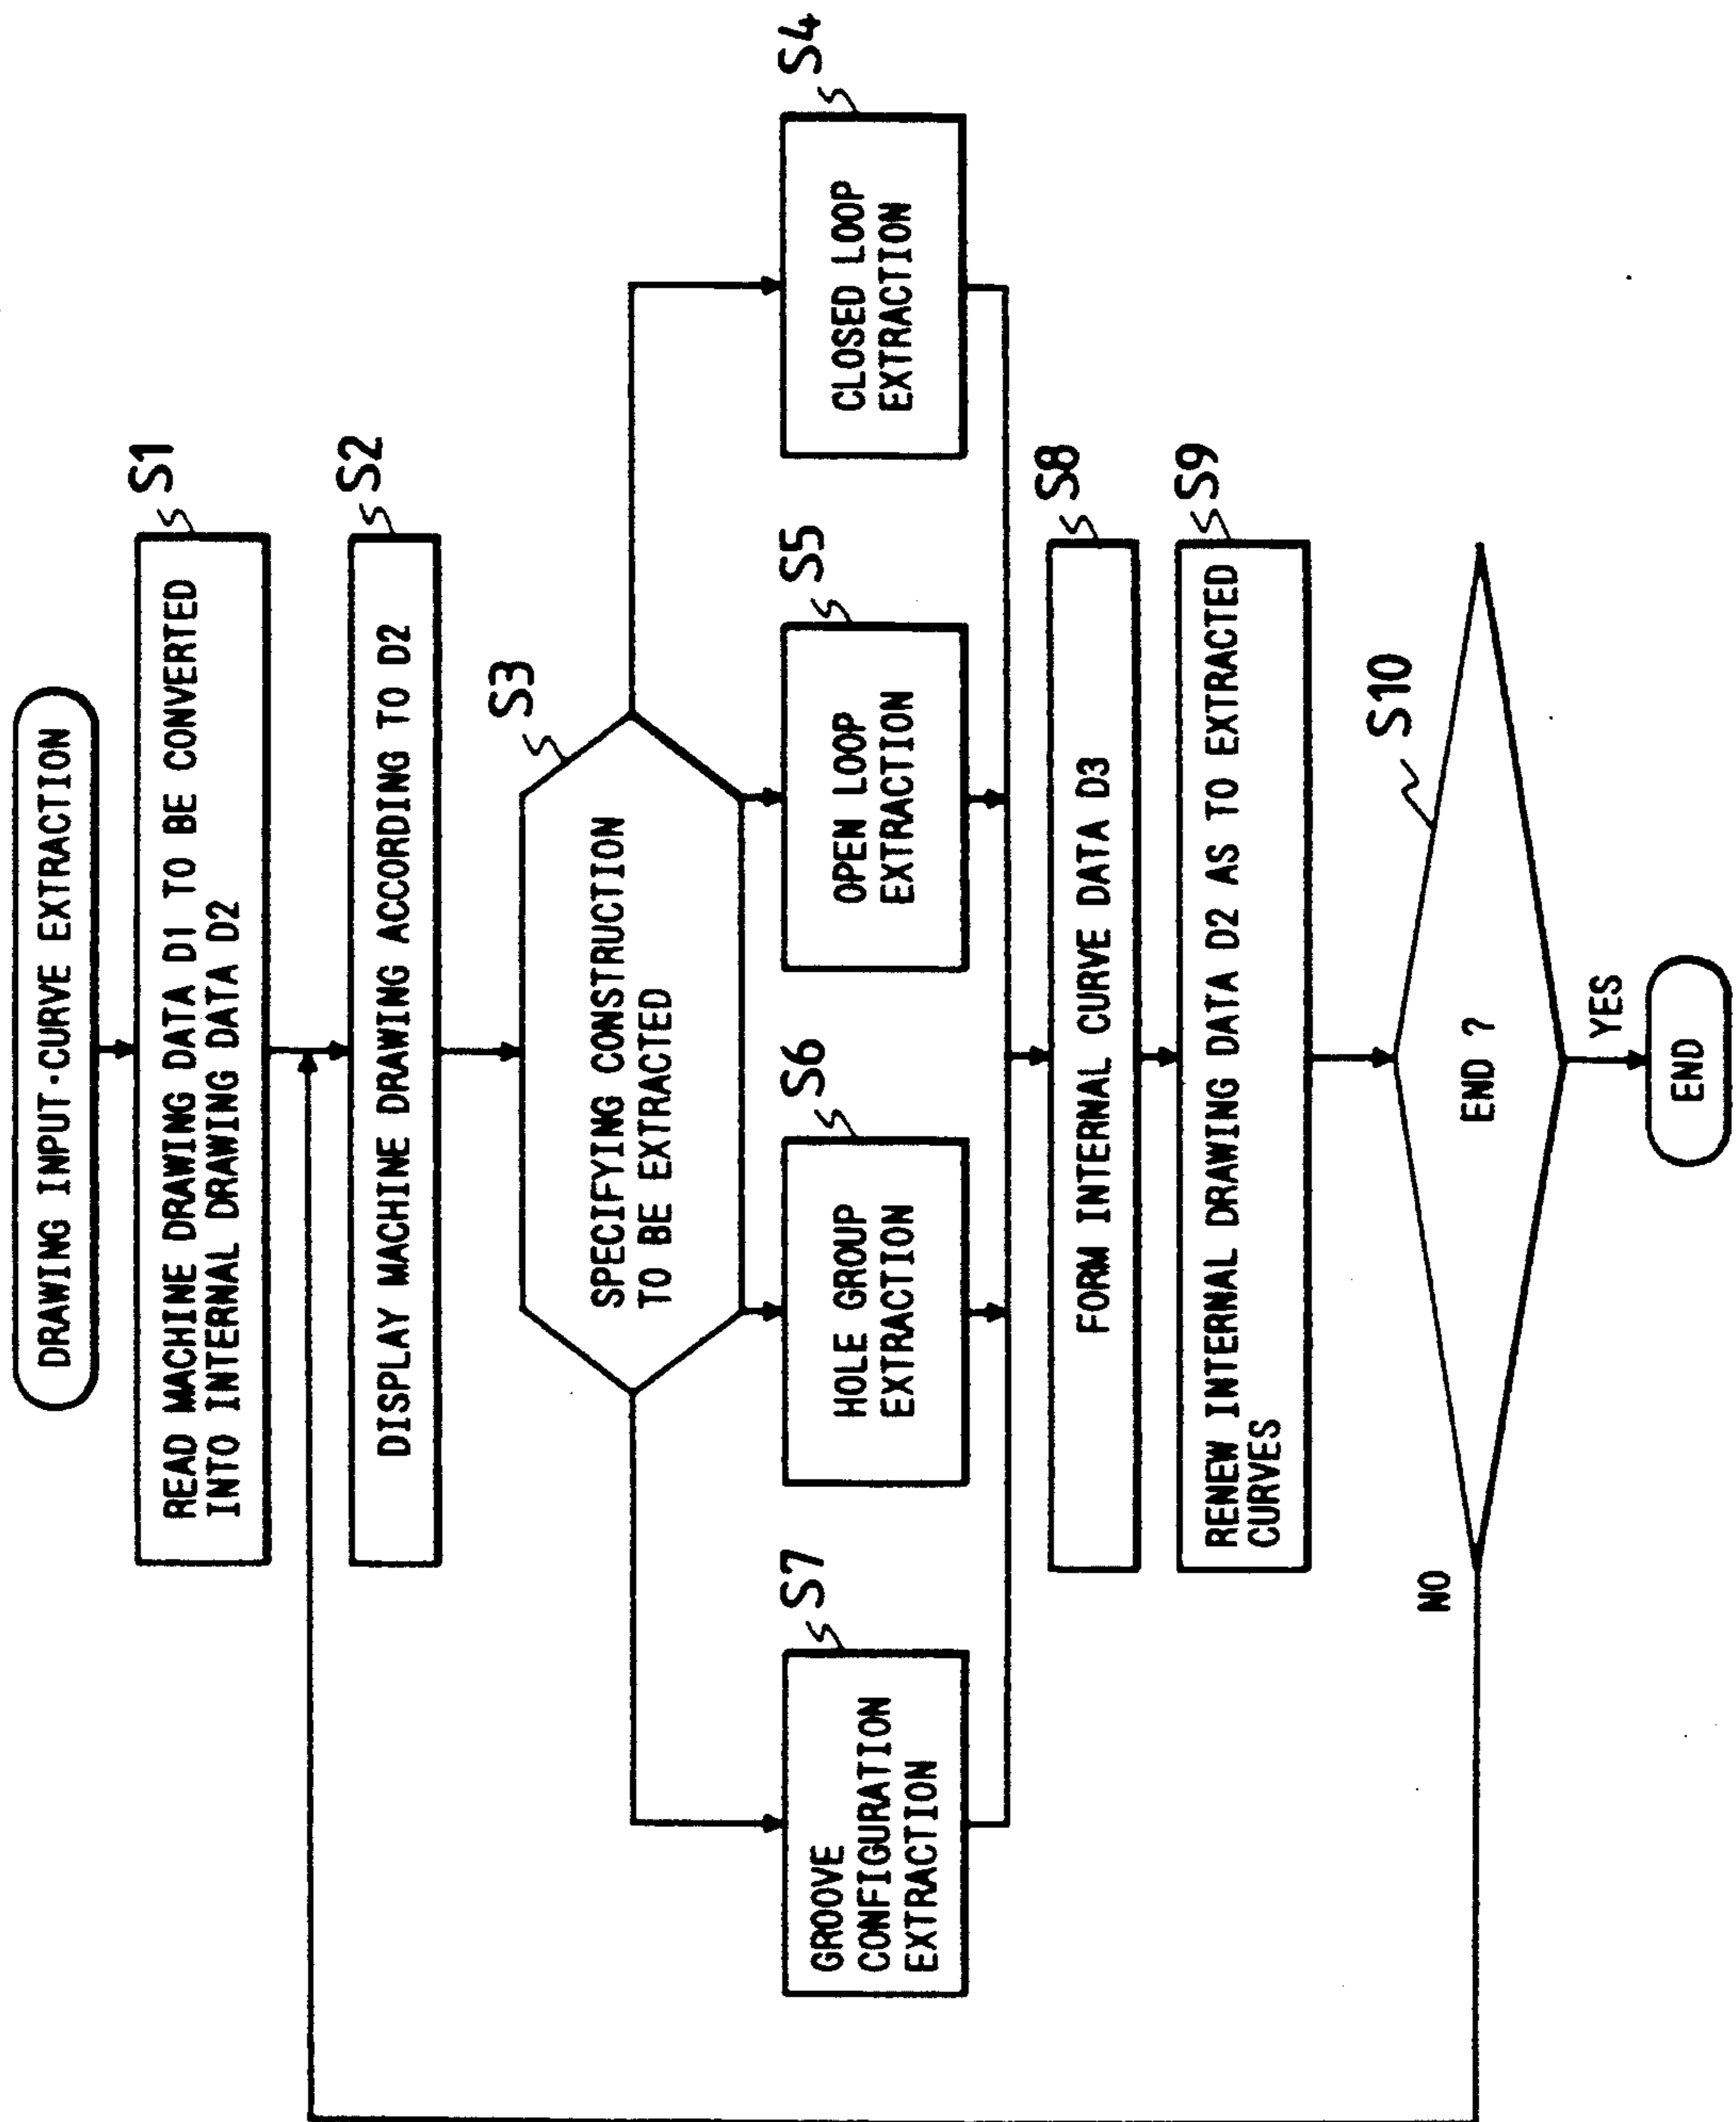 DRAWING INPUT·CURVE EXTRACTION
S1
READ MACHINE DRAWING DATA D1 TO BE CONVERTED
INTO INTERNAL DRAWING DATA D2
S2
DISPLAY MACHINE DRAWING ACCORDING TO D2
S3
SPECIFYING CONSTRUCTION
TO BE EXTRACTED
S7
GROOVE
CONFIGURATION
EXTRACTION
S6
HOLE GROUP
EXTRACTION
S5
OPEN LOOP
EXTRACTION
S4
CLOSED LOOP
EXTRACTION
S8
FORM INTERNAL CURVE DATA D3
S9
RENEW INTERNAL DRAWING DATA D2 AS TO EXTRACTED
CURVES
S10
END ?
NO
YES
END